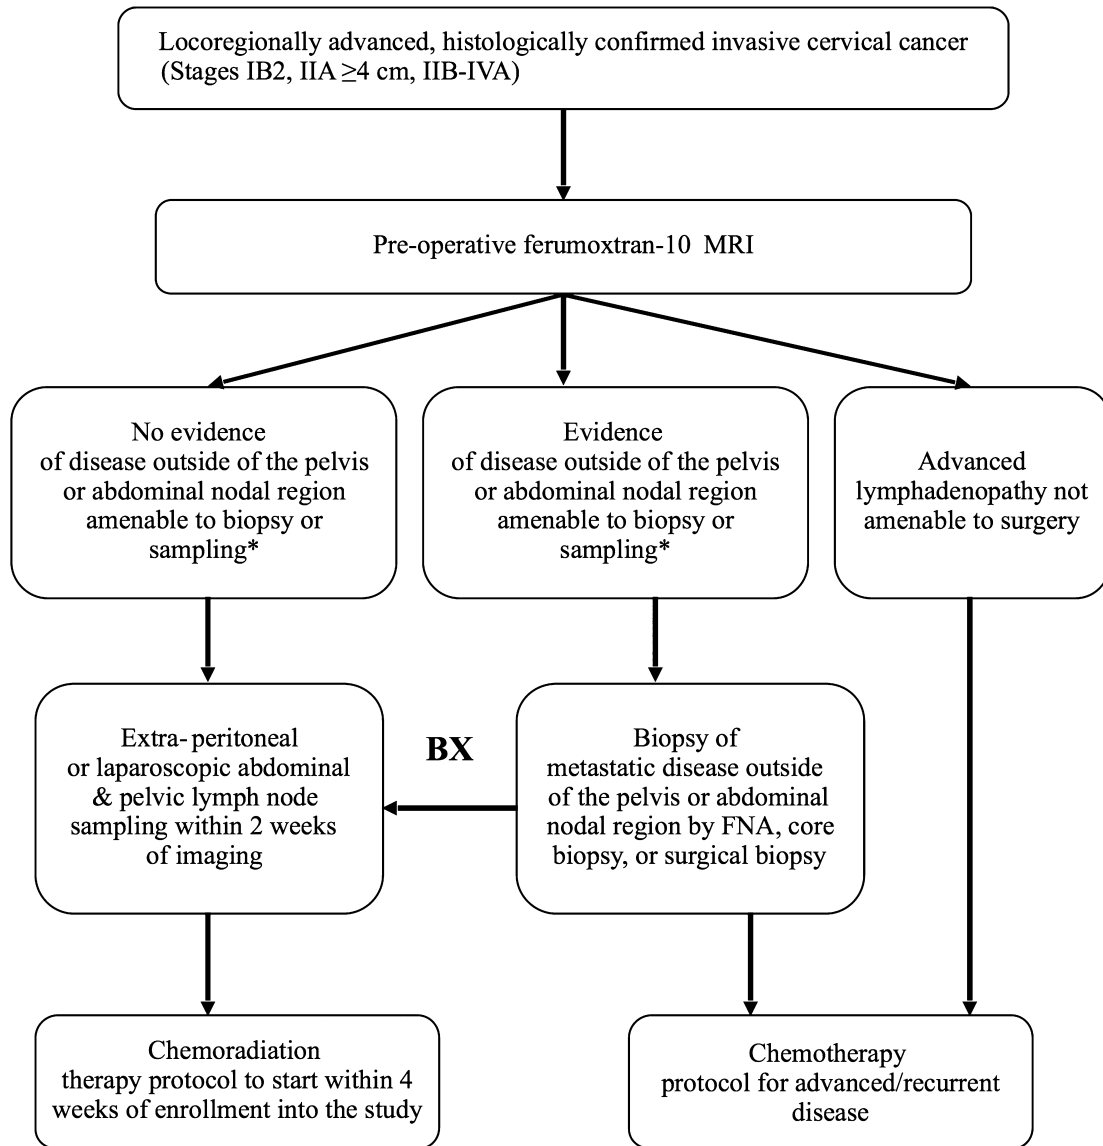 Locoregionally advanced, histologically confirmed invasive cervical cancer
(Stages IB2, IIA ≥4 cm, IIB-IVA)
Pre-operative ferumoxtran-10 MRI
No evidence
of disease outside of the pelvis
or abdominal nodal region
amenable to biopsy or
sampling*
Evidence
of disease outside of the pelvis
or abdominal nodal region
amenable to biopsy or
sampling*
Advanced
lymphadenopathy not
amenable to surgery
Extra-peritoneal
or laparoscopic abdominal
& pelvic lymph node
sampling within 2 weeks
of imaging
BX
Biopsy of
metastatic disease outside
of the pelvis or abdominal
nodal region by FNA, core
biopsy, or surgical biopsy
Chemoradiation
therapy protocol to start within 4
weeks of enrollment into the study
Chemotherapy
protocol for advanced/recurrent
disease